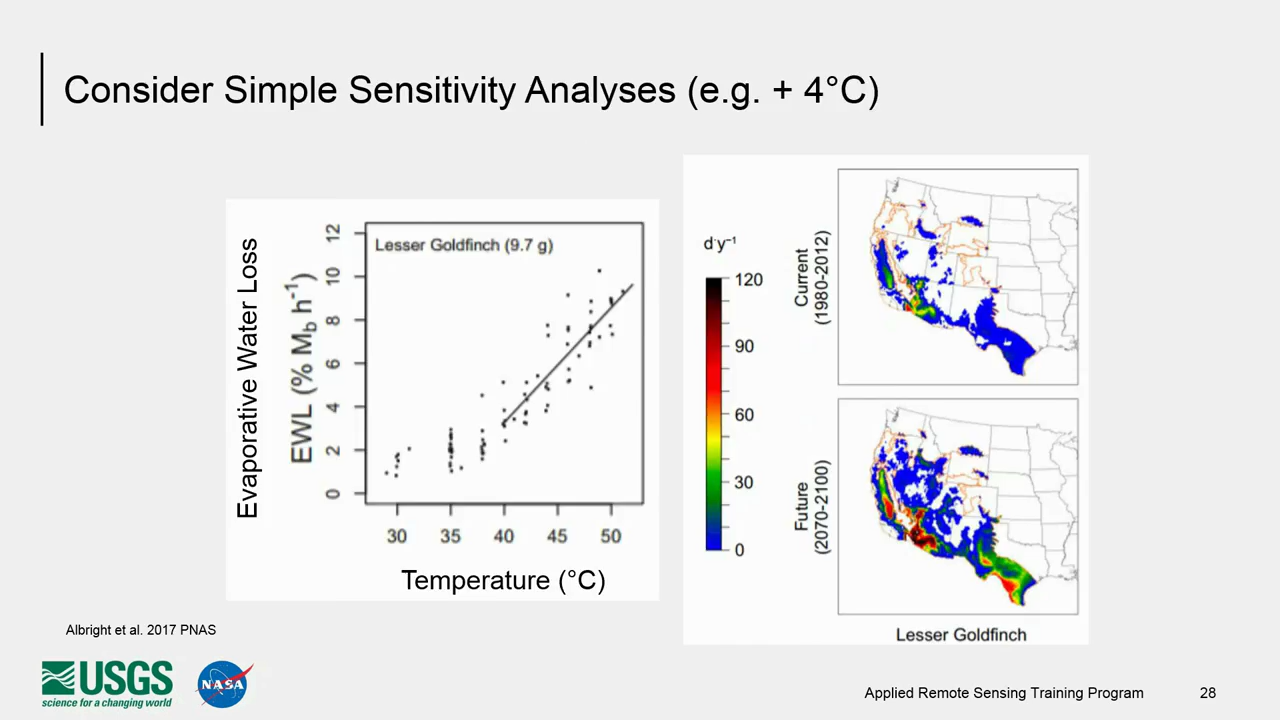 Consider Simple Sensitivity Analyses (e.g. + 4°C)
Evaporative Water Loss
EWL (% Mb h⁻¹)
Lesser Goldfinch (9.7 g)
12
10
8
6
4
2
0
30 35 40 45 50
Temperature (°C)
d·y⁻¹
120
90
60
30
0
Current
(1980-2012)
Future
(2070-2100)
Lesser Goldfinch
Albright et al. 2017 PNAS
USGS
science for a changing world
NASA
Applied Remote Sensing Training Program 28